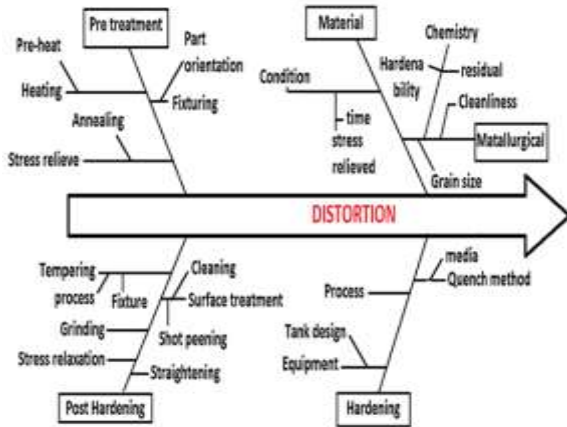 Pre treatment
Pre-heat
Part
orientation
Heating
Fixturing
Annealing
Stress relieve
Material
Chemistry
Hardena
bility
residual
Condition
Cleanliness
time
stress
relieved
Matallurgical
Grain size
DISTORTION
Tempering
process
Fixture
Cleaning
Surface treatment
Grinding
Shot peening
Stress relaxation
Straightening
Post Hardening
media
Quench method
Process
Tank design
Equipment
Hardening